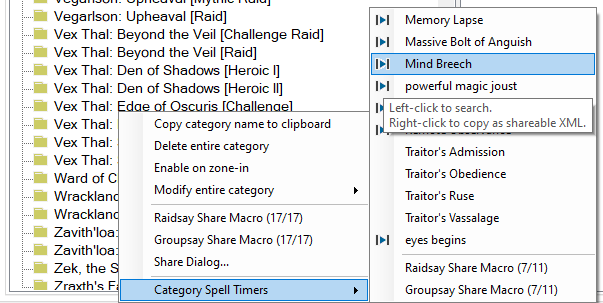 Vegarlson: Upheaval [Mythic Raid]
Vegarlson: Upheaval [Raid]
Vex Thal: Beyond the Veil [Challenge Raid]
Vex Thal: Beyond the Veil [Raid]
Vex Thal: Den of Shadows [Heroic I]
Vex Thal: Den of Shadows [Heroic II]
Vex Thal: Edge of Oscuris [Challenge]
Vex Thal:
Vex Thal:
Vex Thal:
Ward of
Wrackland
Wrackland
Zavith'loa:
Zavith'loa:
Zek, the S
Zraxth's Fa
Copy category name to clipboard
Delete entire category
Enable on zone-in
Modify entire category
Raidsay Share Macro (17/17)
Groupsay Share Macro (17/17)
Share Dialog...
Category Spell Timers
Memory Lapse
Massive Bolt of Anguish
Mind Breech
powerful magic joust
Left-click to search.
Right-click to copy as shareable XML.
Traitor's Admission
Traitor's Obedience
Traitor's Ruse
Traitor's Vassalage
eyes begins
Raidsay Share Macro (7/11)
Groupsay Share Macro (7/11)